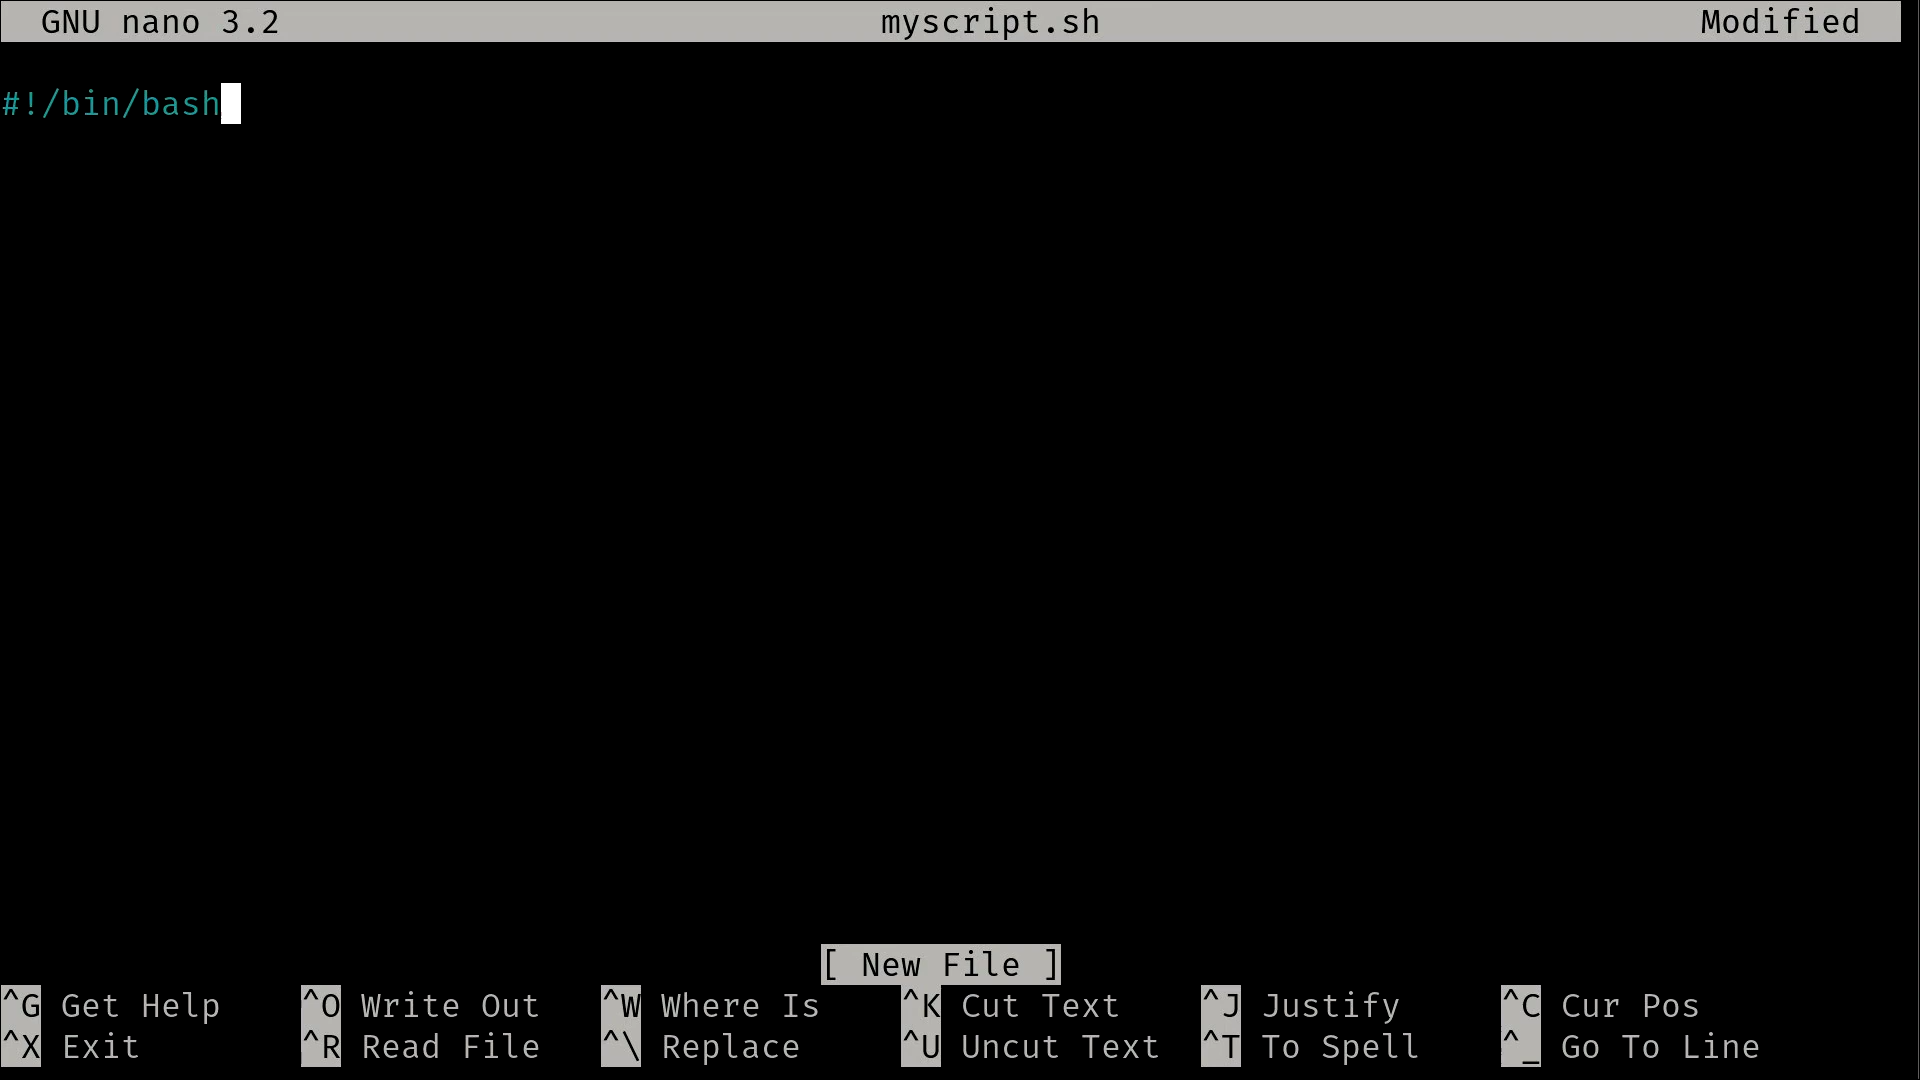 GNU nano 3.2 myscript.sh Modified
#!/bin/bash
[ New File ]
^G Get Help ^O Write Out ^W Where Is ^K Cut Text ^J Justify ^C Cur Pos
^X Exit ^R Read File ^\ Replace ^U Uncut Text ^T To Spell ^_ Go To Line